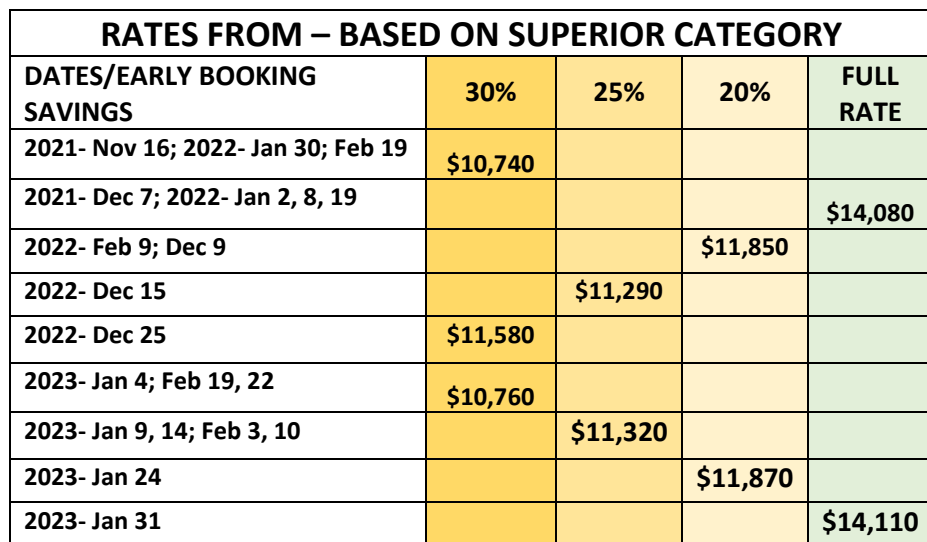 RATES FROM – BASED ON SUPERIOR CATEGORY
DATES/EARLY BOOKING SAVINGS 30% 25% 20% FULL RATE
2021- Nov 16; 2022- Jan 30; Feb 19 $10,740
2021- Dec 7; 2022- Jan 2, 8, 19 $14,080
2022- Feb 9; Dec 9 $11,850
2022- Dec 15 $11,290
2022- Dec 25 $11,580
2023- Jan 4; Feb 19, 22 $10,760
2023- Jan 9, 14; Feb 3, 10 $11,320
2023- Jan 24 $11,870
2023- Jan 31 $14,110